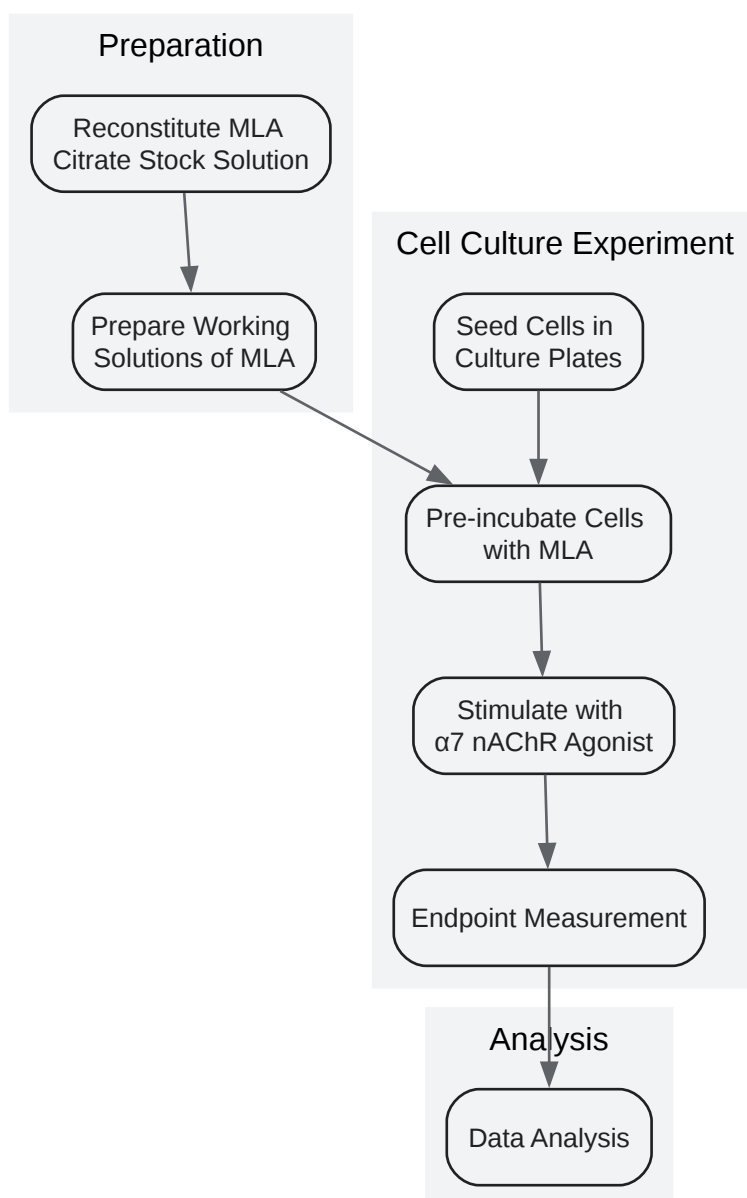 Preparation
Reconstitute MLA
Citrate Stock Solution
Prepare Working
Solutions of MLA
Cell Culture Experiment
Seed Cells in
Culture Plates
Pre-incubate Cells
with MLA
Stimulate with
α7 nAChR Agonist
Endpoint Measurement
Analysis
Data Analysis